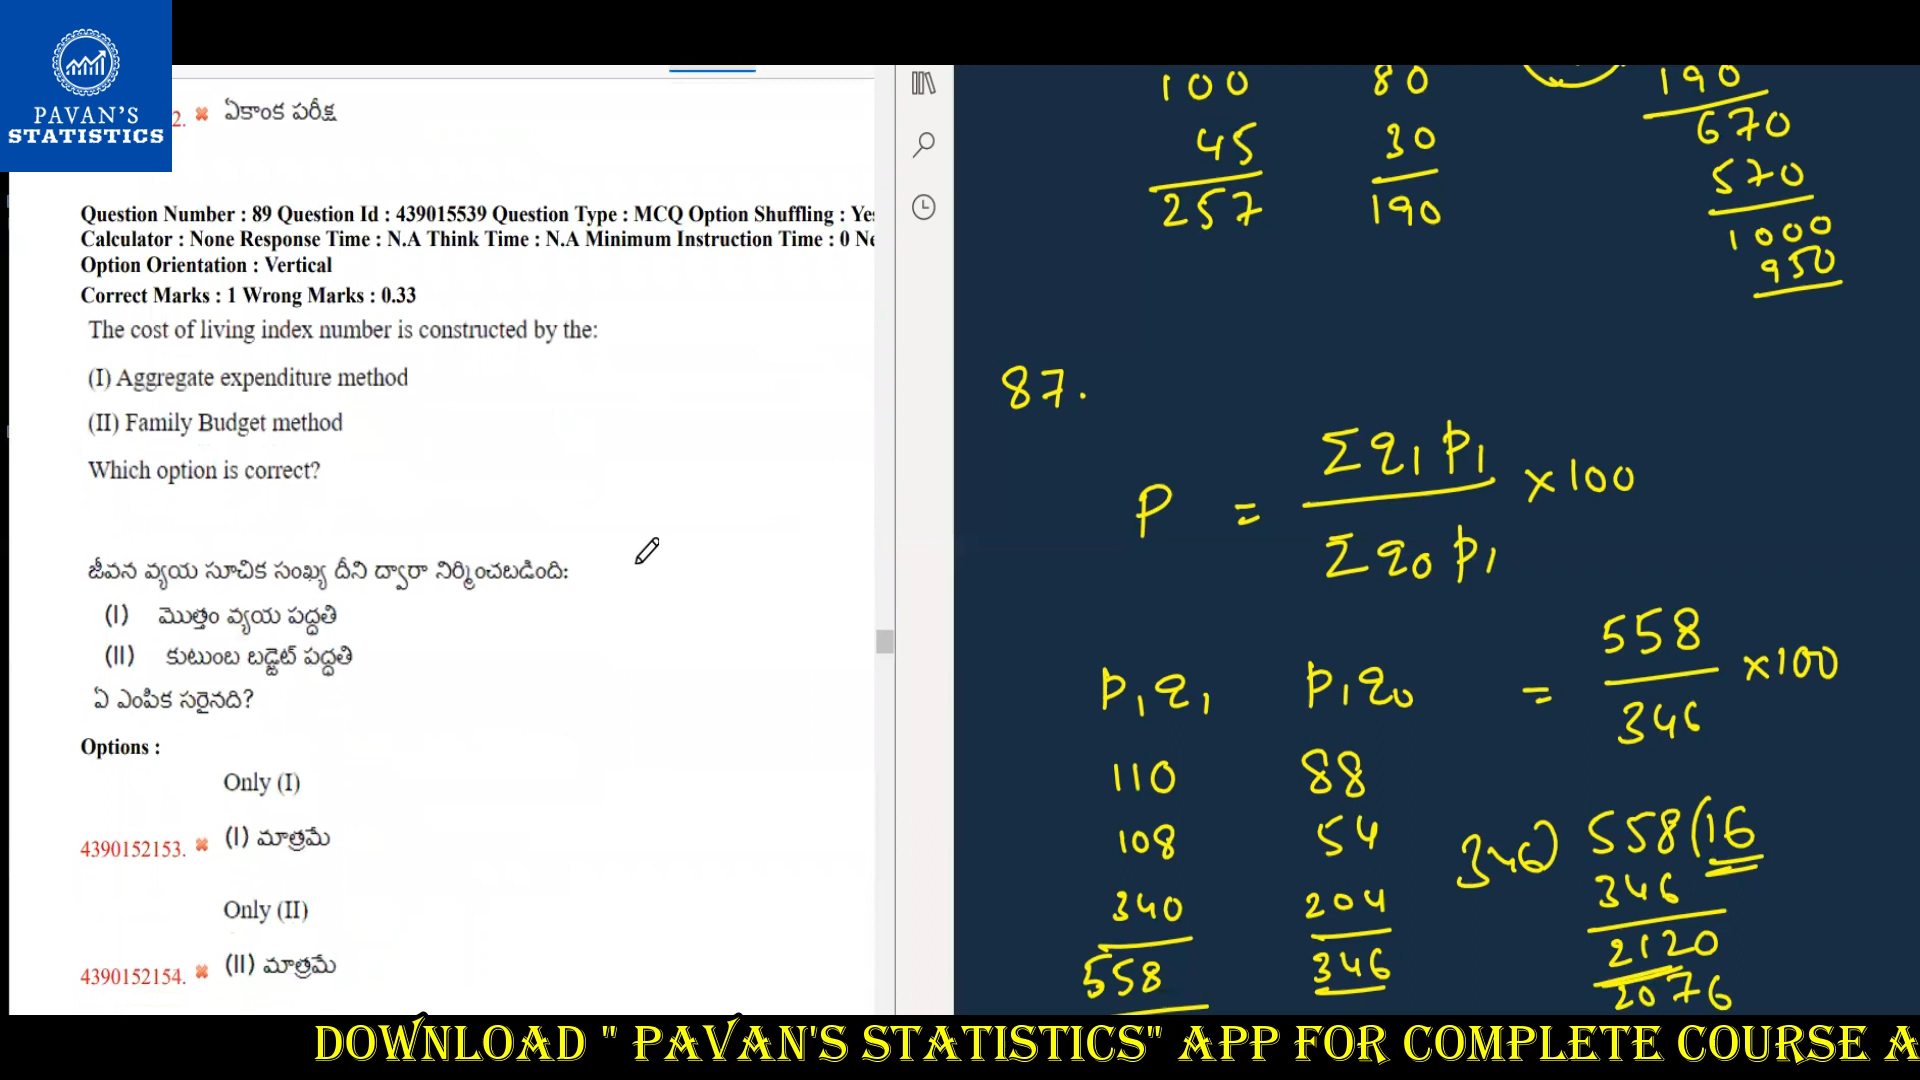 PAVAN'S
STATISTICS
2. ఏకాంక పరీక్ష
Question Number : 89 Question Id : 439015539 Question Type : MCQ Option Shuffling : Yes
Calculator : None Response Time : N.A Think Time : N.A Minimum Instruction Time : 0 Ne
Option Orientation : Vertical
Correct Marks : 1 Wrong Marks : 0.33
The cost of living index number is constructed by the:
(I) Aggregate expenditure method
(II) Family Budget method
Which option is correct?
జీవన వ్యయ సూచిక సంఖ్య దీని ద్వారా నిర్మించబడింది:
(I) మొత్తం వ్యయ పద్ధతి
(II) కుటుంబ బడ్జెట్ పద్ధతి
ఏ ఎంపిక సరైనది?
Options :
Only (I)
4390152153. (I) మాత్రమే
Only (II)
4390152154. (II) మాత్రమే
100 80 190
670
45 30
570
257 190
1000
950
87.
P = Σq₁p₁ / Σq₀p₁ ×100
p₁q₁ p₁q₀ = 558 / 346 ×100
110 88
108 54 346) 558(16
346
340 204
2120
558 346
2076
DOWNLOAD " PAVAN'S STATISTICS" APP FOR COMPLETE COURSE A